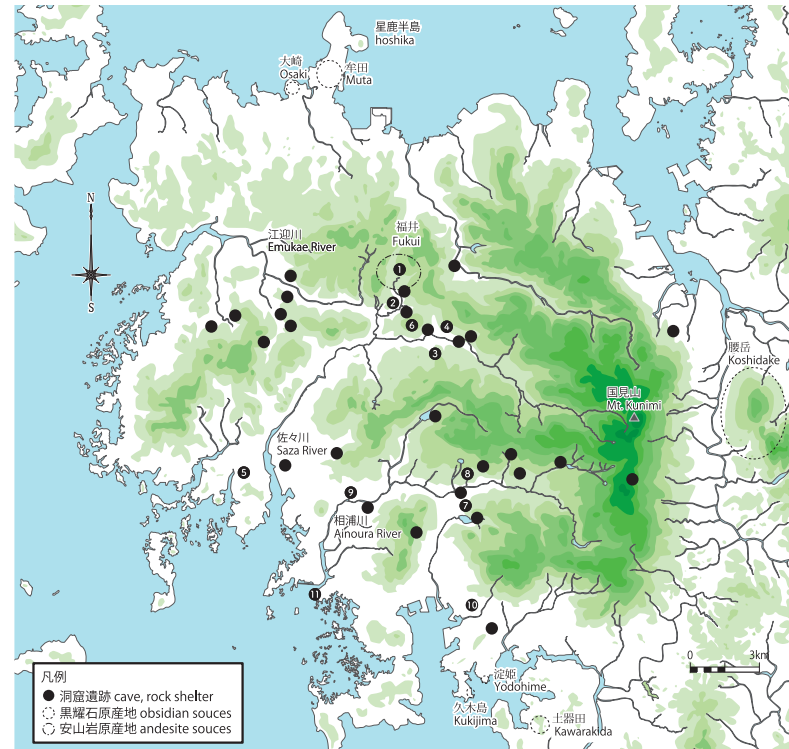 星鹿半島
hoshika
大崎
Osaki
牟田
Muta
N
S
江迎川
Emukae River
福井
Fukui
1
2
6
4
3
腰岳
Koshidake
国見山
Mt. Kunimi
佐々川
Saza River
5
8
9
7
相浦川
Ainoura River
11
10
0 3km
淀姫
Yodohime
久木島
Kukijima
土器田
Kawarakida
凡例
洞窟遺跡 cave, rock shelter
黒耀石原産地 obsidian souces
安山岩原産地 andesite souces